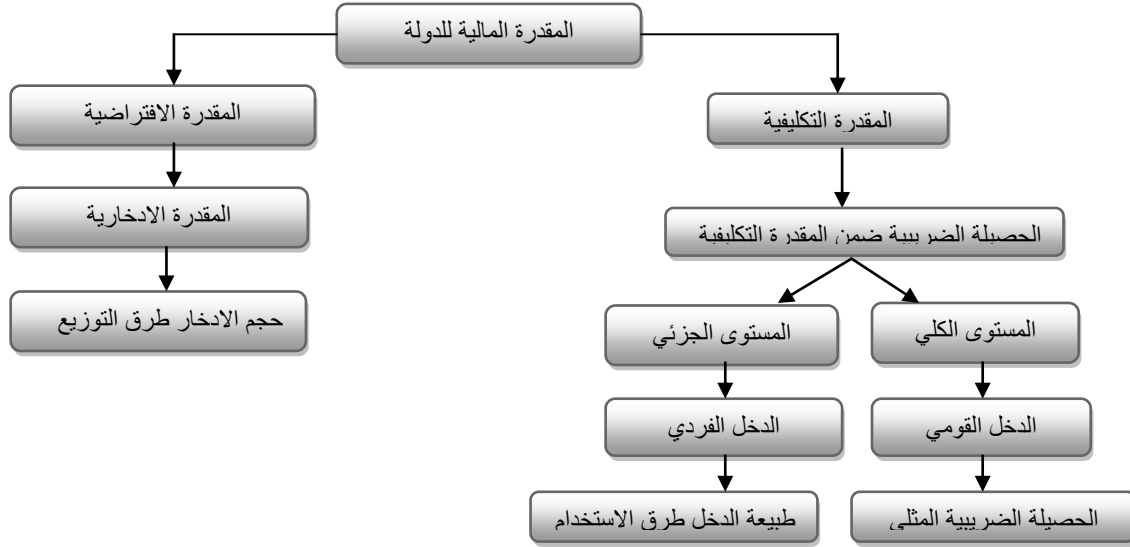 المقدرة المالية للدولة
المقدرة التكليفية
المقدرة الافتراضية
المقدرة الادخارية
الحصيلة الضريبية ضمن المقدرة التكليفية
حجم الادخار طرق التوزيع
المستوى الكلي
المستوى الجزئي
الدخل القومي
الدخل الفردي
الحصيلة الضريبية المثلى
طبيعة الدخل طرق الاستخدام